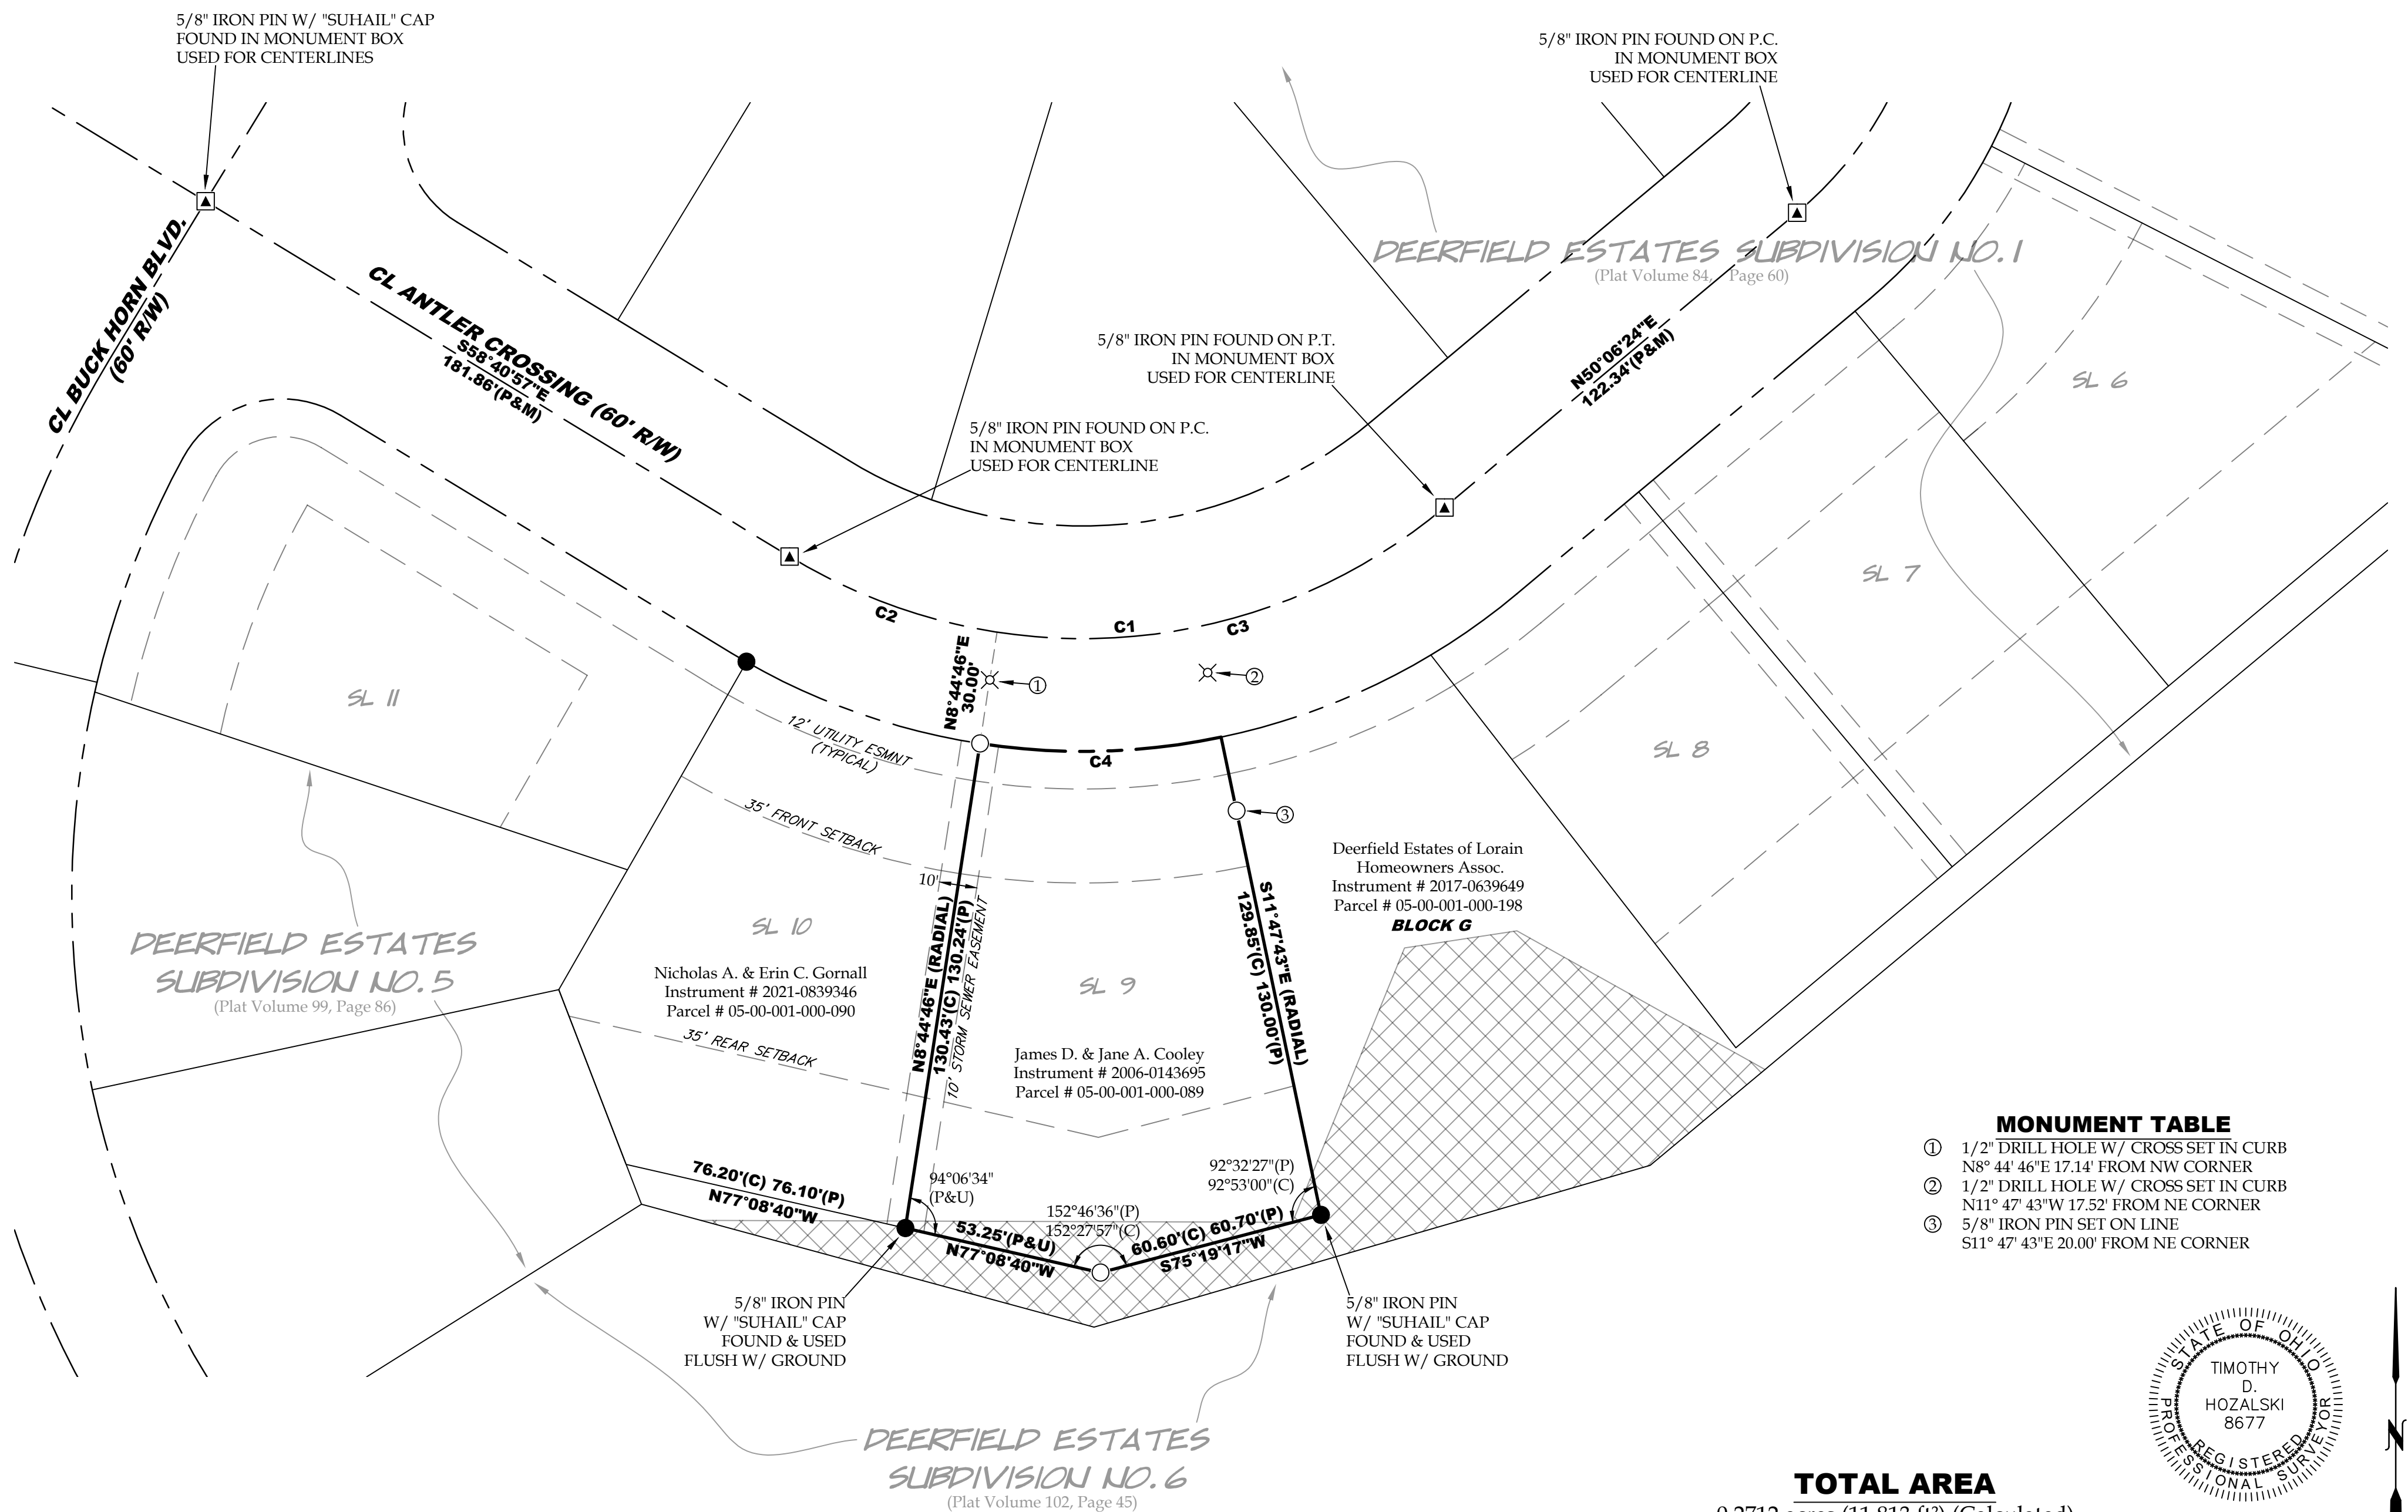 5/8" IRON PIN W/ "SUHAIL" CAP
FOUND IN MONUMENT BOX
USED FOR CENTERLINES
5/8" IRON PIN FOUND ON P.C.
IN MONUMENT BOX
USED FOR CENTERLINE
DEERFIELD ESTATES SUBDIVISION NO. 1
(Plat Volume 84, Page 60)
CL BUCK HORN BLVD.
(60' R/W)
CL ANTLER CROSSING (60' R/W)
S58°40'57"E
181.86'(P&M)
5/8" IRON PIN FOUND ON P.T.
IN MONUMENT BOX
USED FOR CENTERLINE
N50°06'24"E
122.34'(P&M)
5/8" IRON PIN FOUND ON P.C.
IN MONUMENT BOX
USED FOR CENTERLINE
SL 6
SL 7
SL 8
C2
C1
C3
N8°44'46"E
30.00'
1
2
SL 11
12' UTILITY ESMNT
(TYPICAL)
C4
35' FRONT SETBACK
3
10'
Deerfield Estates of Lorain
Homeowners Assoc.
Instrument # 2017-0639649
Parcel # 05-00-001-000-198
BLOCK G
DEERFIELD ESTATES
SUBDIVISION NO. 5
(Plat Volume 99, Page 86)
SL 10
Nicholas A. & Erin C. Gornall
Instrument # 2021-0839346
Parcel # 05-00-001-000-090
35' REAR SETBACK
N8°44'46"E (RADIAL)
130.43'(C) 130.24'(P)
10' STORM SEWER EASEMENT
SL 9
James D. & Jane A. Cooley
Instrument # 2006-0143695
Parcel # 05-00-001-000-089
S11°47'43"E (RADIAL)
129.85'(C) 130.00'(P)
76.20'(C) 76.10'(P)
N77°08'40"W
94°06'34"
(P&U)
92°32'27"(P)
92°53'00"(C)
152°46'36"(P)
152°27'57"(C)
53.25'(P&U)
N77°08'40"W
60.60'(C) 60.70'(P)
S75°19'17"W
5/8" IRON PIN
W/ "SUHAIL" CAP
FOUND & USED
FLUSH W/ GROUND
5/8" IRON PIN
W/ "SUHAIL" CAP
FOUND & USED
FLUSH W/ GROUND
DEERFIELD ESTATES
SUBDIVISION NO. 6
(Plat Volume 102, Page 45)
MONUMENT TABLE
1 1/2" DRILL HOLE W/ CROSS SET IN CURB
N8° 44' 46"E 17.14' FROM NW CORNER
2 1/2" DRILL HOLE W/ CROSS SET IN CURB
N11° 47' 43"W 17.52' FROM NE CORNER
3 5/8" IRON PIN SET ON LINE
S11° 47' 43"E 20.00' FROM NE CORNER
STATE OF OHIO
TIMOTHY
D.
HOZALSKI
8677
REGISTERED
PROFESSIONAL SURVEYOR
N
TOTAL AREA
0.2712 acres (11,813 ft²) (Calculated)